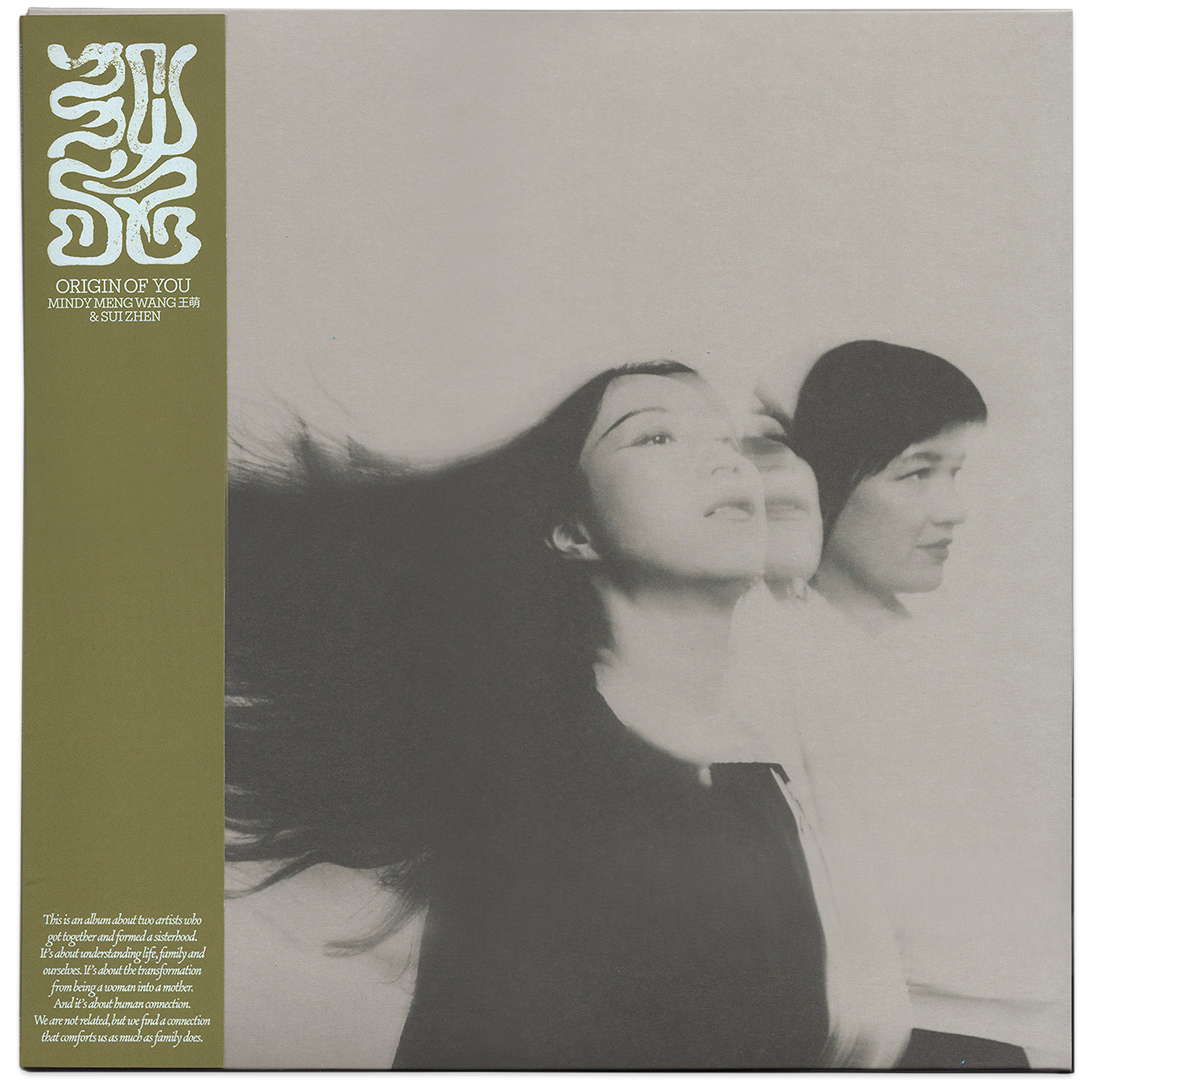 ORIGIN OF YOU
MINDY MENG WANG 王萌
& SUI ZHEN
This is an album about two artists who
got together and formed a sisterhood.
It's about understanding life, family and
ourselves. It's about the transformation
from being a woman into a mother.
And it's about human connection.
We are not related, but we find a connection
that comforts us as much as family does.